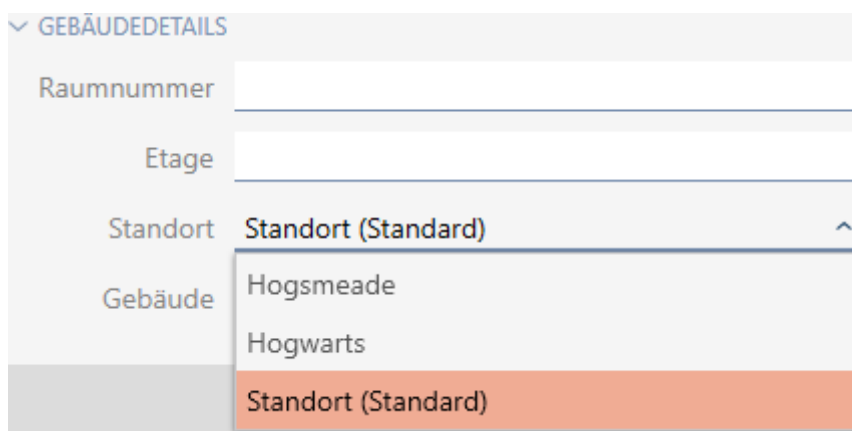 GEBÄUDEDETAILS
Raumnummer
Etage
Standort Standort (Standard)
Gebäude
Hogsmeade
Hogwarts
Standort (Standard)